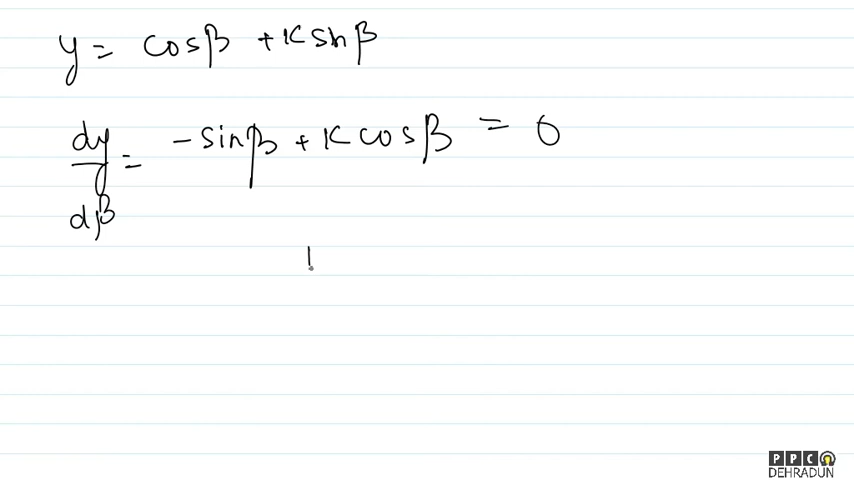 y = cosβ + K sinβ
dy/dβ = -sinβ + K cosβ = 0
PPC
DEHRADUN